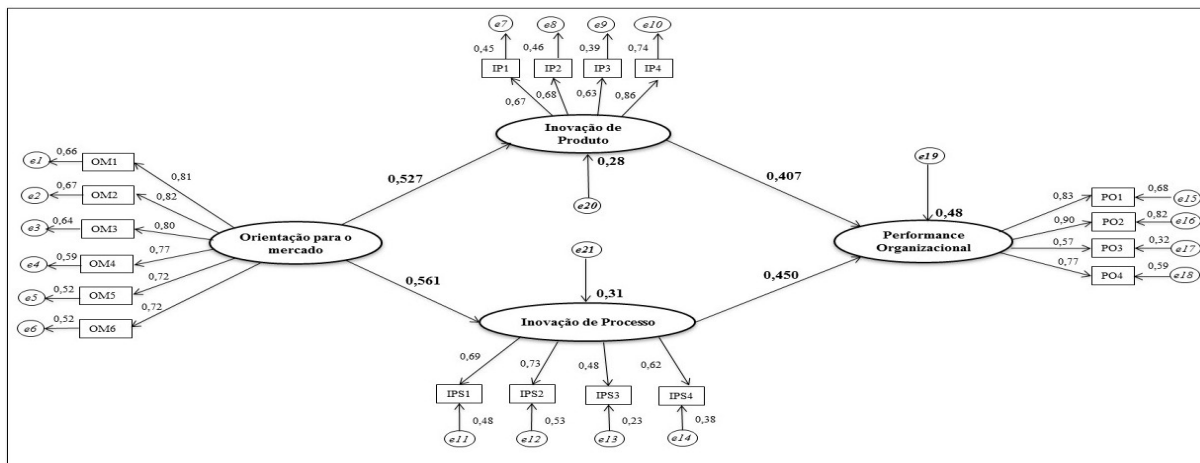 e7 e8 e9 e10
0,45 0,46 0,39 0,74
IP1 IP2 IP3 IP4
0,67 0,68 0,63 0,86
Inovação de
Produto
0,28
e20
e1 0,66 OM1
e2 0,67 OM2
e3 0,64 OM3
e4 0,59 OM4
e5 0,52 OM5
e6 0,52 OM6
0,81
0,82
0,80
0,77
0,72
0,72
Orientação para o
mercado
0,527
0,561
e21
0,31
Inovação de Processo
0,69 0,73 0,48 0,62
IPS1 IPS2 IPS3 IPS4
0,48 0,53 0,23 0,38
e11 e12 e13 e14
0,407
0,450
e19
0,48
Performance
Organizacional
0,83 PO1 0,68 e15
0,90 PO2 0,82 e16
0,57 PO3 0,32 e17
0,77 PO4 0,59 e18